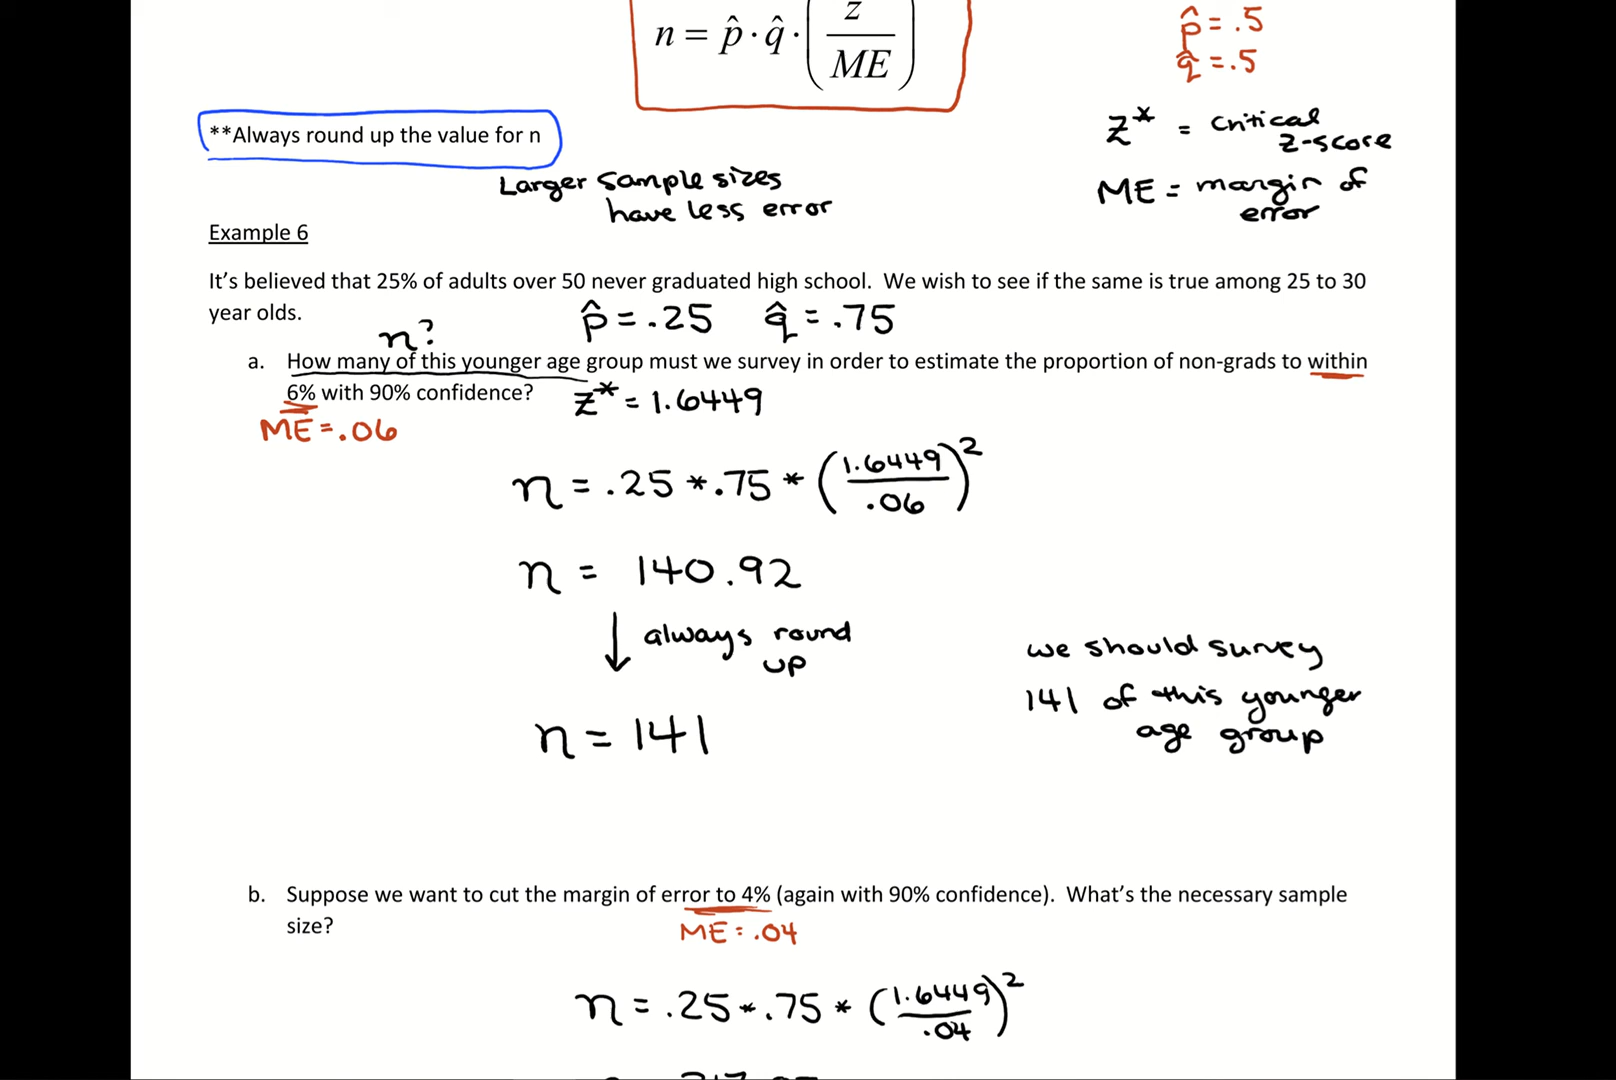 n = p̂ · q̂ · (z / ME)
p̂ = .5
q̂ = .5
**Always round up the value for n
z* = critical
z-score
Larger sample sizes
have less error
ME = margin of
error
Example 6
It's believed that 25% of adults over 50 never graduated high school. We wish to see if the same is true among 25 to 30
year olds.
p̂ = .25 q̂ = .75
n?
a. How many of this younger age group must we survey in order to estimate the proportion of non-grads to within
6% with 90% confidence?
z* = 1.6449
ME = .06
n = .25 * .75 * (1.6449 / .06)²
n = 140.92
↓ always round
up
n = 141
we should survey
141 of this younger
age group
b. Suppose we want to cut the margin of error to 4% (again with 90% confidence). What's the necessary sample
size?
ME = .04
n = .25 * .75 * (1.6449 / .04)²